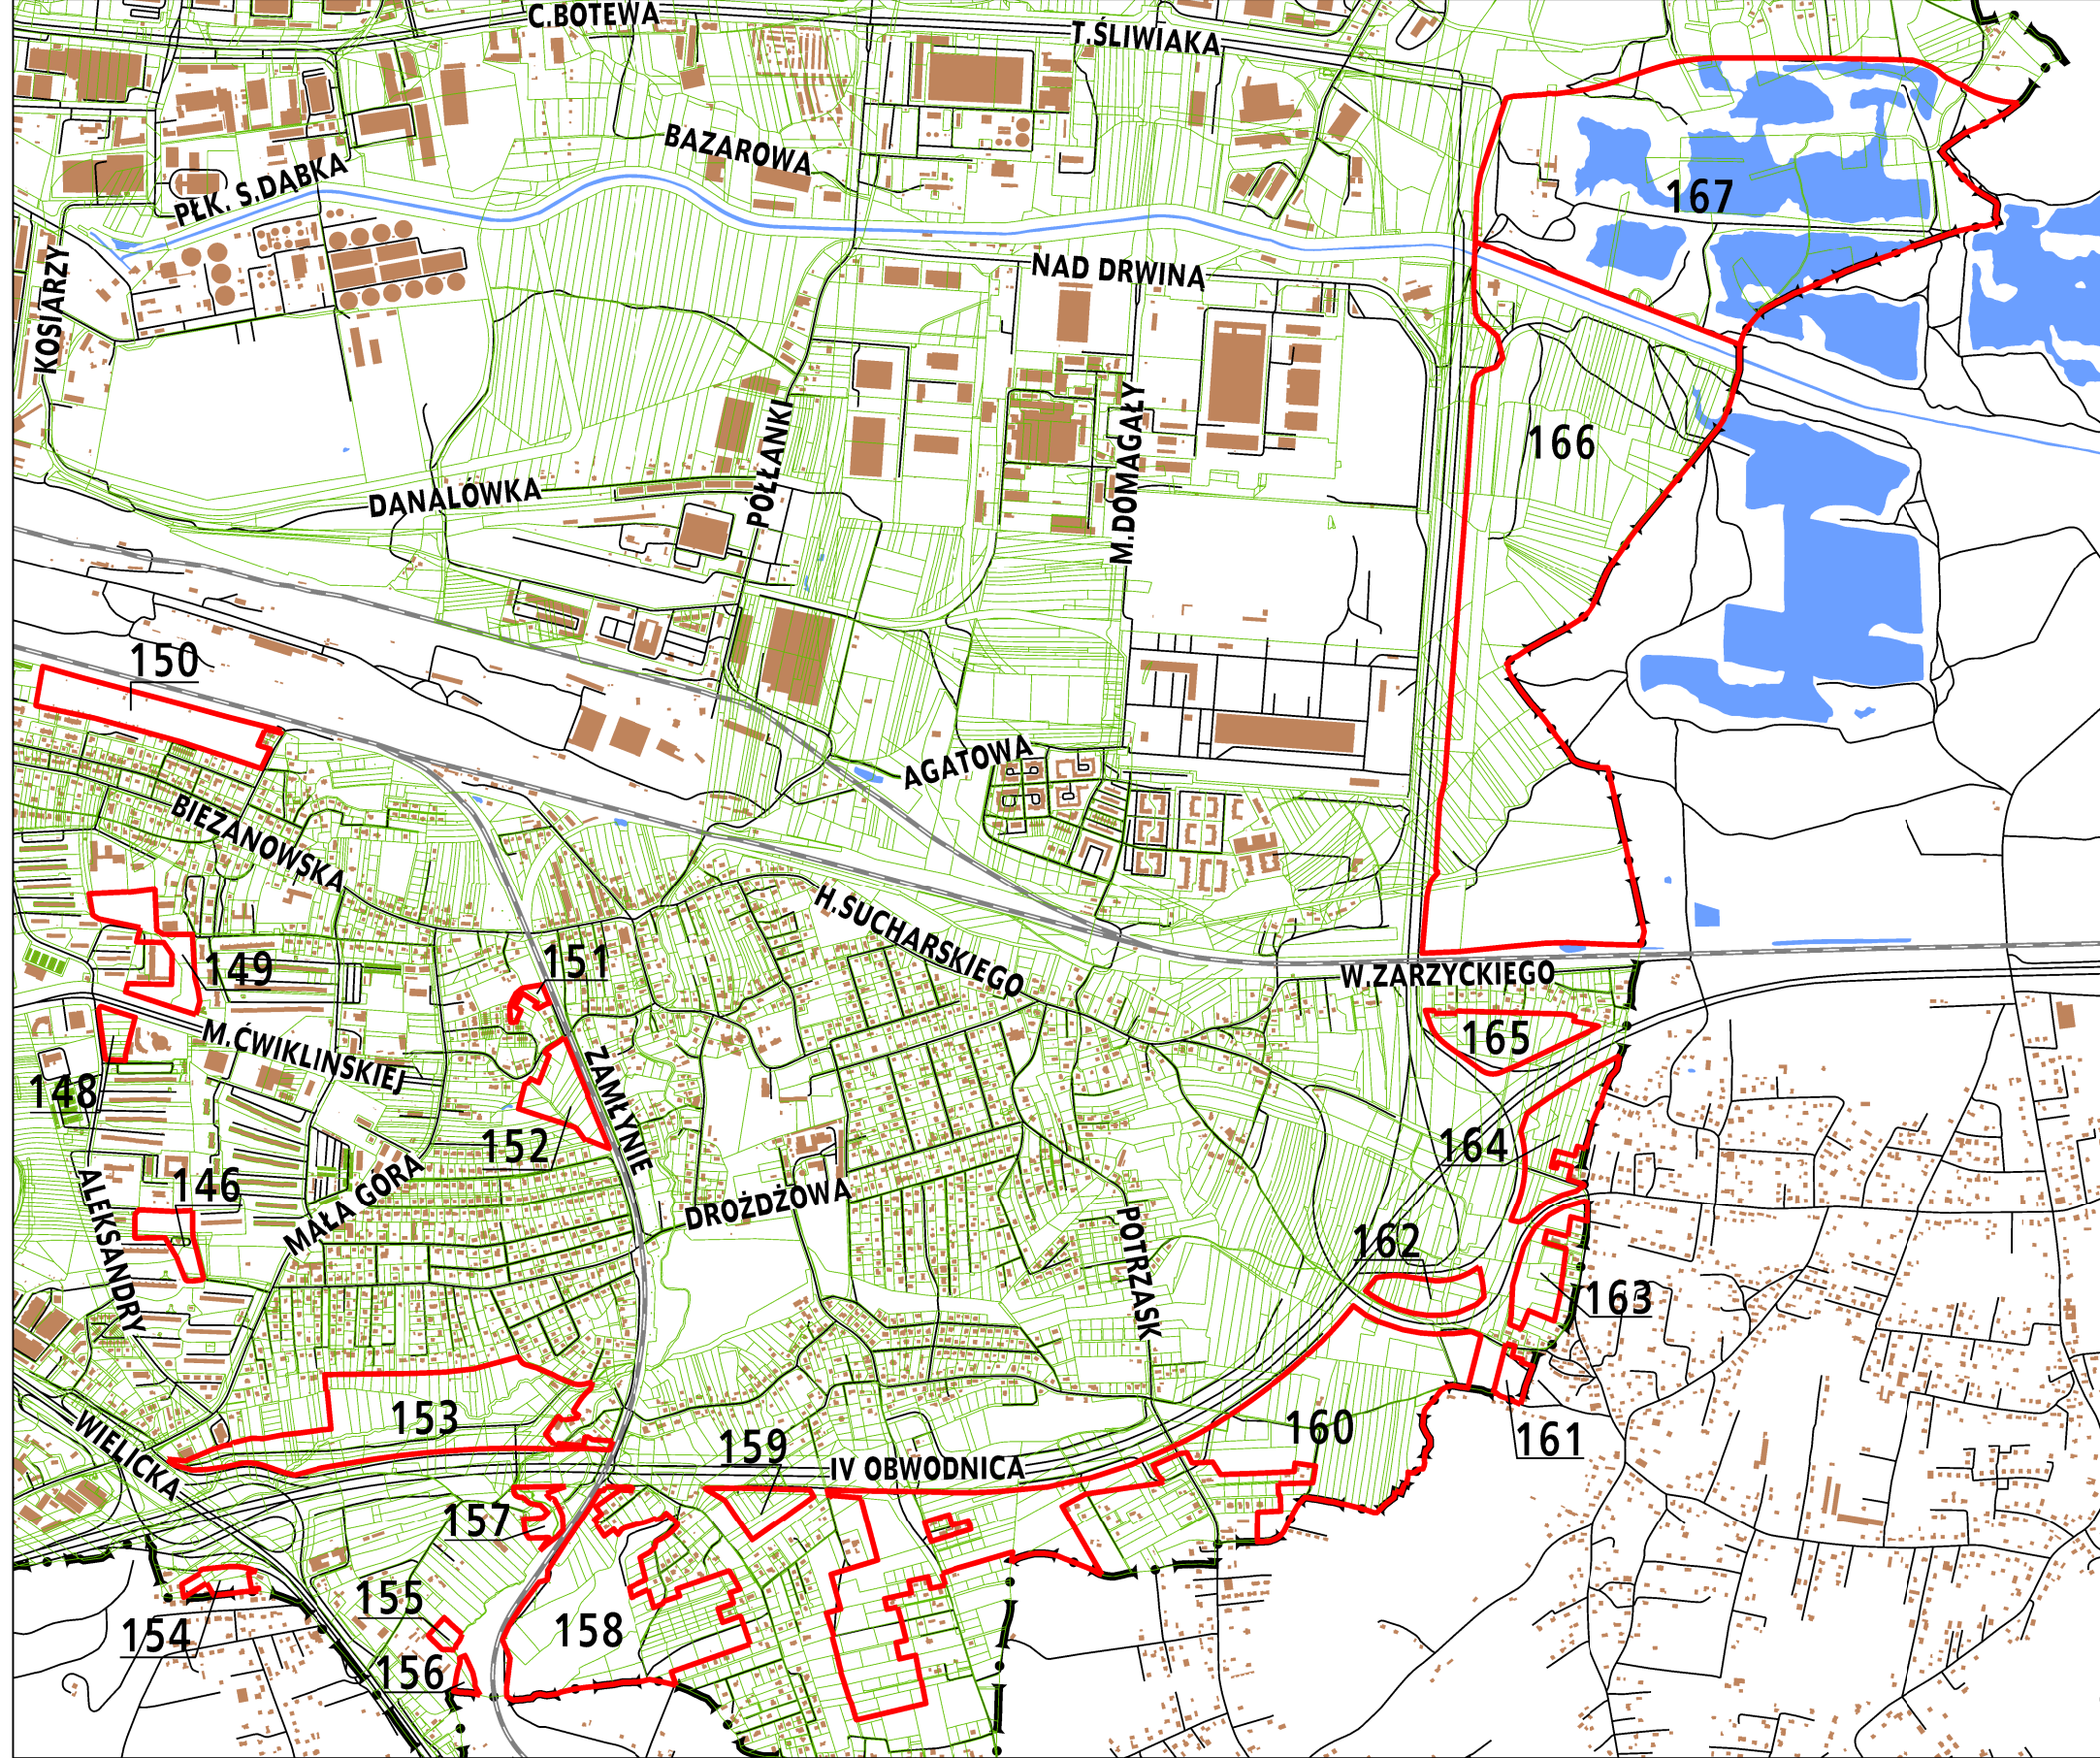 C.BOTEWA
T.ŚLIWIAKA
BAZAROWA
PŁK. S.DĄBKA
167
KOSIARZY
NAD DRWINĄ
M.DOMAGAŁY
PÓŁŁANKI
166
DANALÓWKA
150
AGATOWA
BIEŻANOWSKA
H.SUCHARSKIEGO
151
149
W.ZARZYCKIEGO
M.ĆWIKLIŃSKIEJ
165
148
ZAMŁYNIE
152
164
146
ALEKSANDRY
MAŁA GÓRA
DROŻDŻOWA
POTRZASK
162
163
153
WIELICKA
159
160
161
IV OBWODNICA
157
155
154
158
156